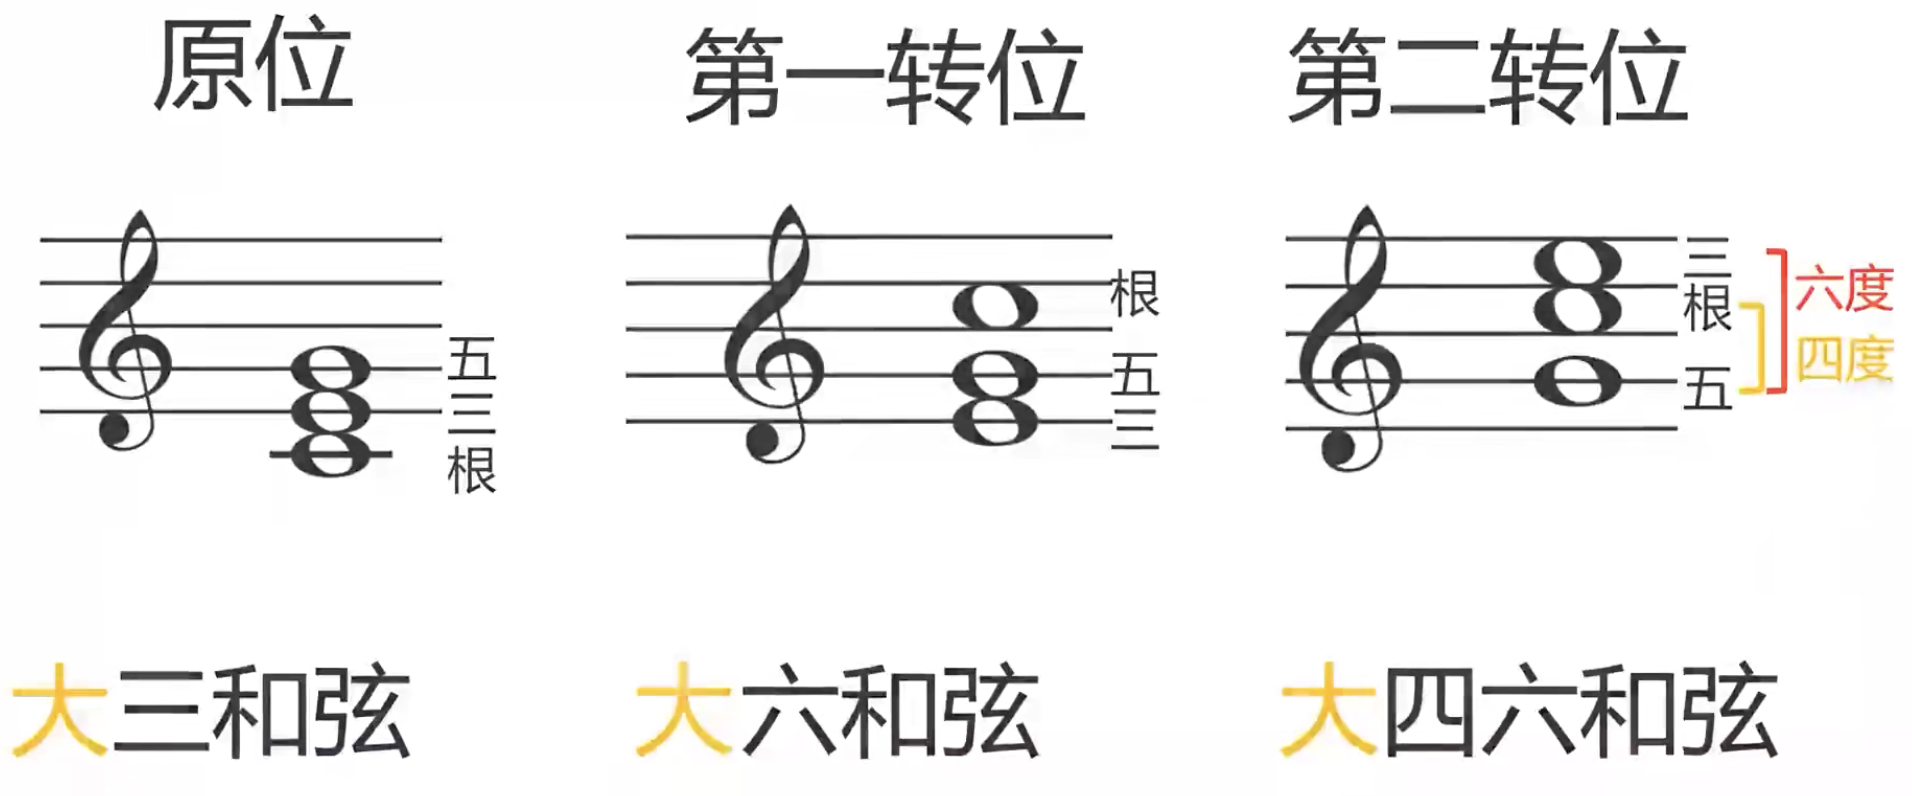 原位
第一转位
第二转位
五
三
根
根
五
三
三
根
五
六度
四度
大三和弦
大六和弦
大四六和弦